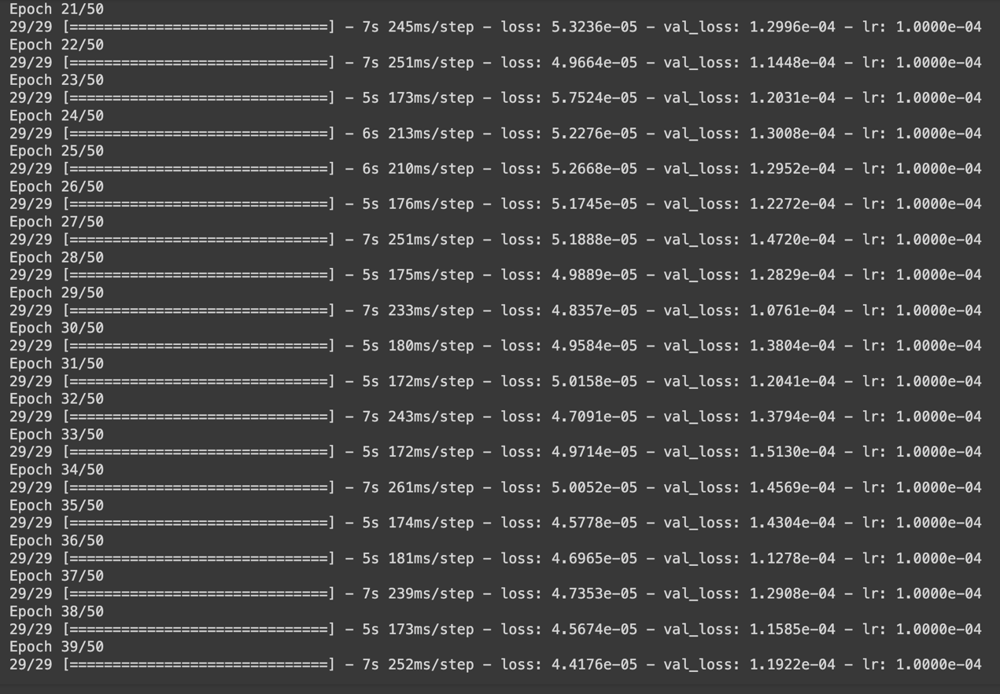 Epoch 21/50
29/29 [==============================] - 7s 245ms/step - loss: 5.3236e-05 - val_loss: 1.2996e-04 - lr: 1.0000e-04
Epoch 22/50
29/29 [==============================] - 7s 251ms/step - loss: 4.9664e-05 - val_loss: 1.1448e-04 - lr: 1.0000e-04
Epoch 23/50
29/29 [==============================] - 5s 173ms/step - loss: 5.7524e-05 - val_loss: 1.2031e-04 - lr: 1.0000e-04
Epoch 24/50
29/29 [==============================] - 6s 213ms/step - loss: 5.2276e-05 - val_loss: 1.3008e-04 - lr: 1.0000e-04
Epoch 25/50
29/29 [==============================] - 6s 210ms/step - loss: 5.2668e-05 - val_loss: 1.2952e-04 - lr: 1.0000e-04
Epoch 26/50
29/29 [==============================] - 5s 176ms/step - loss: 5.1745e-05 - val_loss: 1.2272e-04 - lr: 1.0000e-04
Epoch 27/50
29/29 [==============================] - 7s 251ms/step - loss: 5.1888e-05 - val_loss: 1.4720e-04 - lr: 1.0000e-04
Epoch 28/50
29/29 [==============================] - 5s 175ms/step - loss: 4.9889e-05 - val_loss: 1.2829e-04 - lr: 1.0000e-04
Epoch 29/50
29/29 [==============================] - 7s 233ms/step - loss: 4.8357e-05 - val_loss: 1.0761e-04 - lr: 1.0000e-04
Epoch 30/50
29/29 [==============================] - 5s 180ms/step - loss: 4.9584e-05 - val_loss: 1.3804e-04 - lr: 1.0000e-04
Epoch 31/50
29/29 [==============================] - 5s 172ms/step - loss: 5.0158e-05 - val_loss: 1.2041e-04 - lr: 1.0000e-04
Epoch 32/50
29/29 [==============================] - 7s 243ms/step - loss: 4.7091e-05 - val_loss: 1.3794e-04 - lr: 1.0000e-04
Epoch 33/50
29/29 [==============================] - 5s 172ms/step - loss: 4.9714e-05 - val_loss: 1.5130e-04 - lr: 1.0000e-04
Epoch 34/50
29/29 [==============================] - 7s 261ms/step - loss: 5.0052e-05 - val_loss: 1.4569e-04 - lr: 1.0000e-04
Epoch 35/50
29/29 [==============================] - 5s 174ms/step - loss: 4.5778e-05 - val_loss: 1.4304e-04 - lr: 1.0000e-04
Epoch 36/50
29/29 [==============================] - 5s 181ms/step - loss: 4.6965e-05 - val_loss: 1.1278e-04 - lr: 1.0000e-04
Epoch 37/50
29/29 [==============================] - 7s 239ms/step - loss: 4.7353e-05 - val_loss: 1.2908e-04 - lr: 1.0000e-04
Epoch 38/50
29/29 [==============================] - 5s 173ms/step - loss: 4.5674e-05 - val_loss: 1.1585e-04 - lr: 1.0000e-04
Epoch 39/50
29/29 [==============================] - 7s 252ms/step - loss: 4.4176e-05 - val_loss: 1.1922e-04 - lr: 1.0000e-04